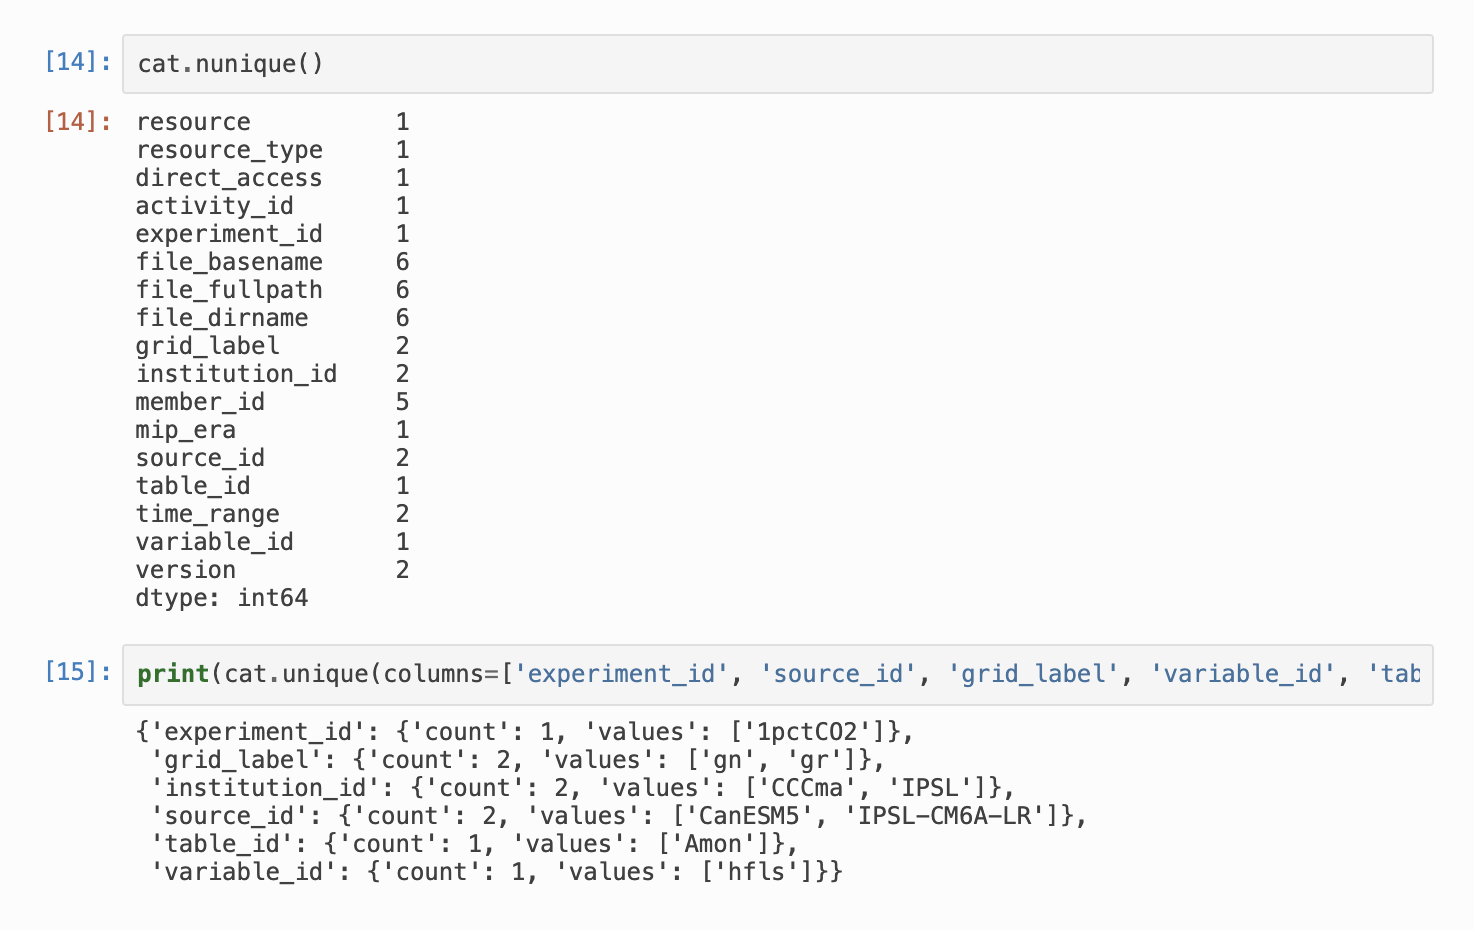 [14]: cat.nunique()
[14]: resource 1
resource_type 1
direct_access 1
activity_id 1
experiment_id 1
file_basename 6
file_fullpath 6
file_dirname 6
grid_label 2
institution_id 2
member_id 5
mip_era 1
source_id 2
table_id 1
time_range 2
variable_id 1
version 2
dtype: int64
[15]: print(cat.unique(columns=['experiment_id', 'source_id', 'grid_label', 'variable_id', 'tab
{'experiment_id': {'count': 1, 'values': ['1pctCO2']},
 'grid_label': {'count': 2, 'values': ['gn', 'gr']},
 'institution_id': {'count': 2, 'values': ['CCCma', 'IPSL']},
 'source_id': {'count': 2, 'values': ['CanESM5', 'IPSL-CM6A-LR']},
 'table_id': {'count': 1, 'values': ['Amon']},
 'variable_id': {'count': 1, 'values': ['hfls']}}